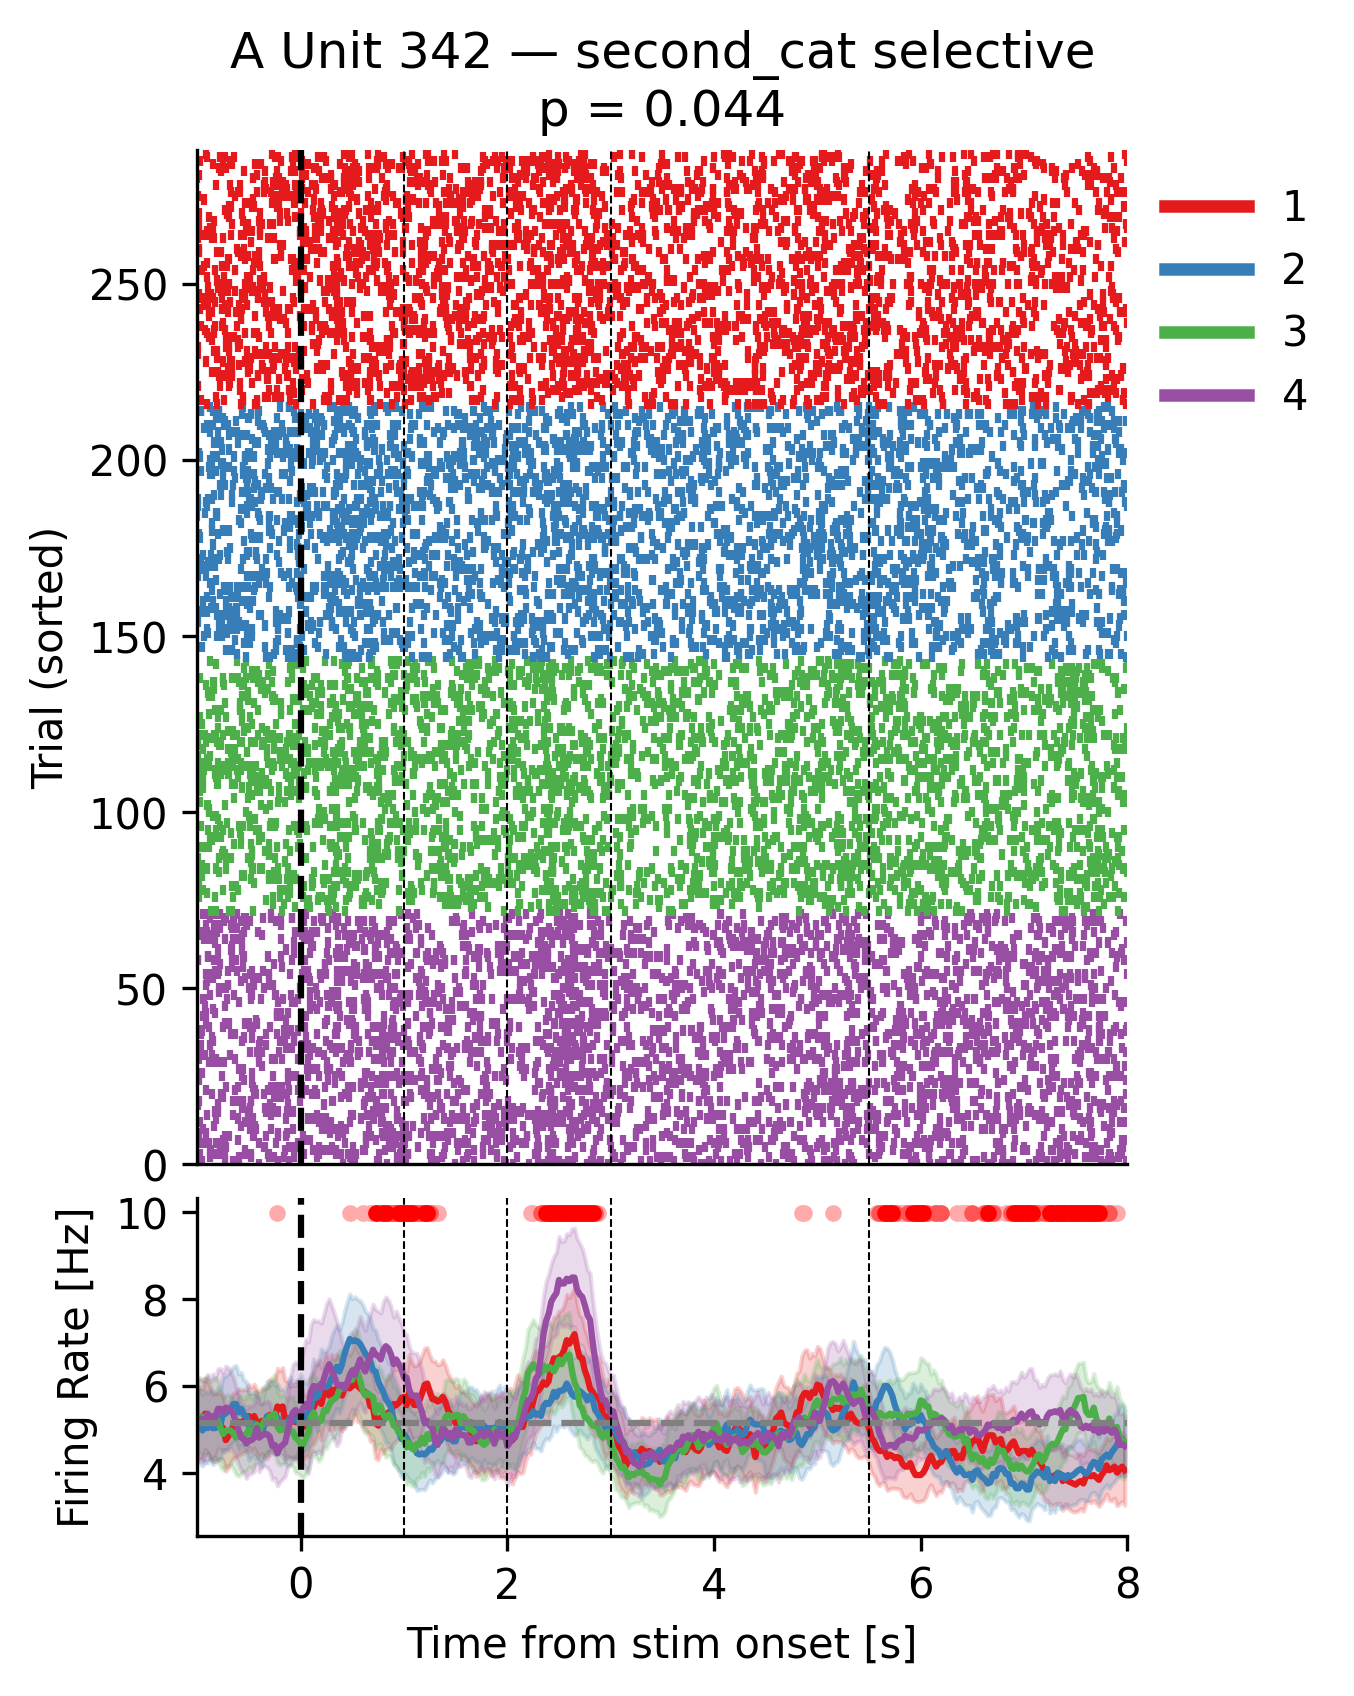 A Unit 342 — second_cat selective
p = 0.044
1
2
3
4
250
200
150
100
50
0
Trial (sorted)
10
8
6
4
Firing Rate [Hz]
0 2 4 6 8
Time from stim onset [s]